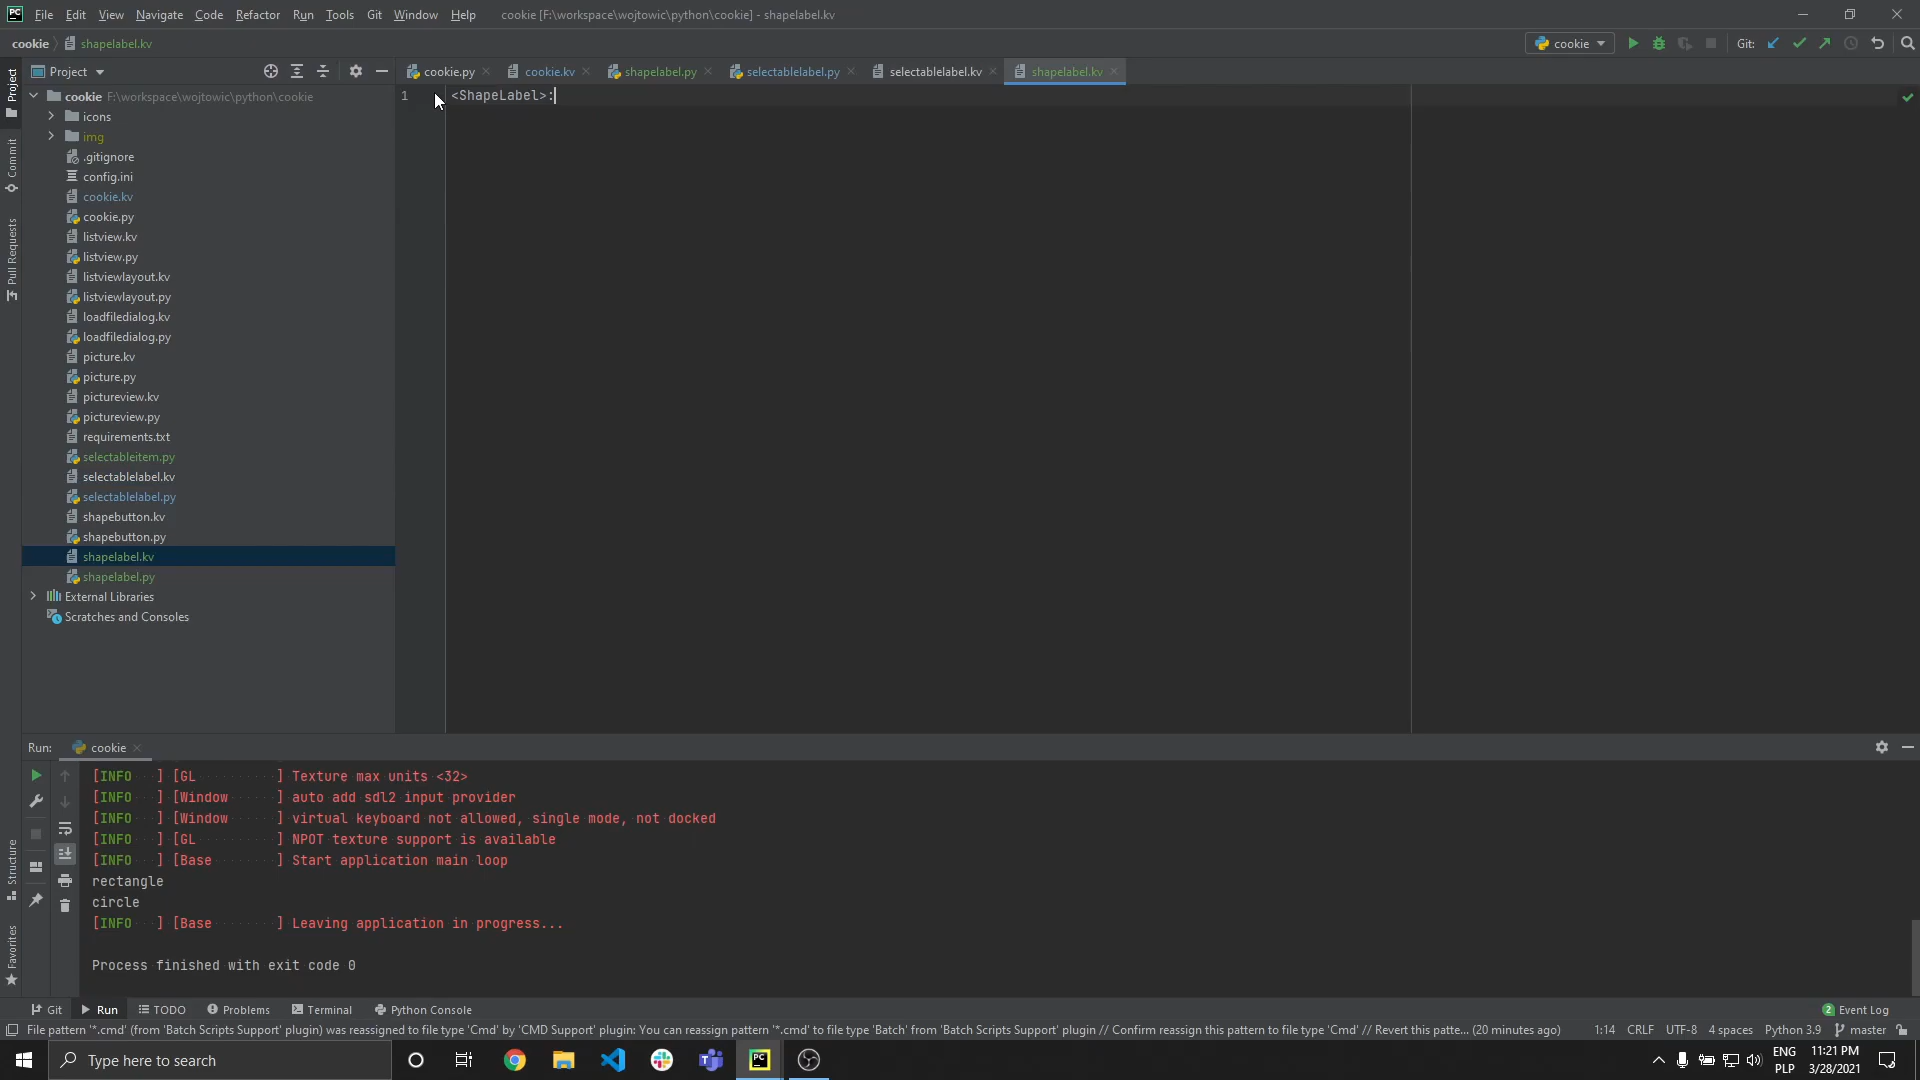 PC File Edit View Navigate Code Refactor Run Tools Git Window Help cookie [F:\workspace\wojtowic\python\cookie] - shapelabel.kv
cookie shapelabel.kv cookie Git:
Project cookie.py cookie.kv shapelabel.py selectablelabel.py selectablelabel.kv shapelabel.kv
cookie F:\workspace\wojtowic\python\cookie
1 <ShapeLabel>:
icons
img
.gitignore
config.ini
cookie.kv
cookie.py
listview.kv
listview.py
listviewlayout.kv
listviewlayout.py
loadfiledialog.kv
loadfiledialog.py
picture.kv
picture.py
pictureview.kv
pictureview.py
requirements.txt
selectableitem.py
selectablelabel.kv
selectablelabel.py
shapebutton.kv
shapebutton.py
shapelabel.kv
shapelabel.py
External Libraries
Scratches and Consoles
Project
Commit
Pull Requests
Structure
Favorites
Run: cookie
[INFO   ] [GL          ] Texture max units <32>
[INFO   ] [Window      ] auto add sdl2 input provider
[INFO   ] [Window      ] virtual keyboard not allowed, single mode, not docked
[INFO   ] [GL          ] NPOT texture support is available
[INFO   ] [Base        ] Start application main loop
rectangle
circle
[INFO   ] [Base        ] Leaving application in progress...
Process finished with exit code 0
Git Run TODO Problems Terminal Python Console 2 Event Log
File pattern '*.cmd' (from 'Batch Scripts Support' plugin) was reassigned to file type 'Cmd' by 'CMD Support' plugin: You can reassign pattern '*.cmd' to file type 'Batch' from 'Batch Scripts Support' plugin // Confirm reassign this pattern to file type 'Cmd' // Revert this patte... (20 minutes ago) 1:14 CRLF UTF-8 4 spaces Python 3.9 master
Type here to search PC ENG 11:21 PM
PLP 3/28/2021